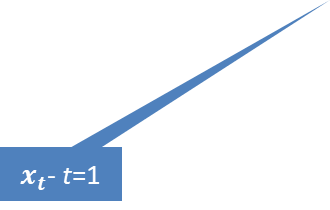 xₜ- t=1